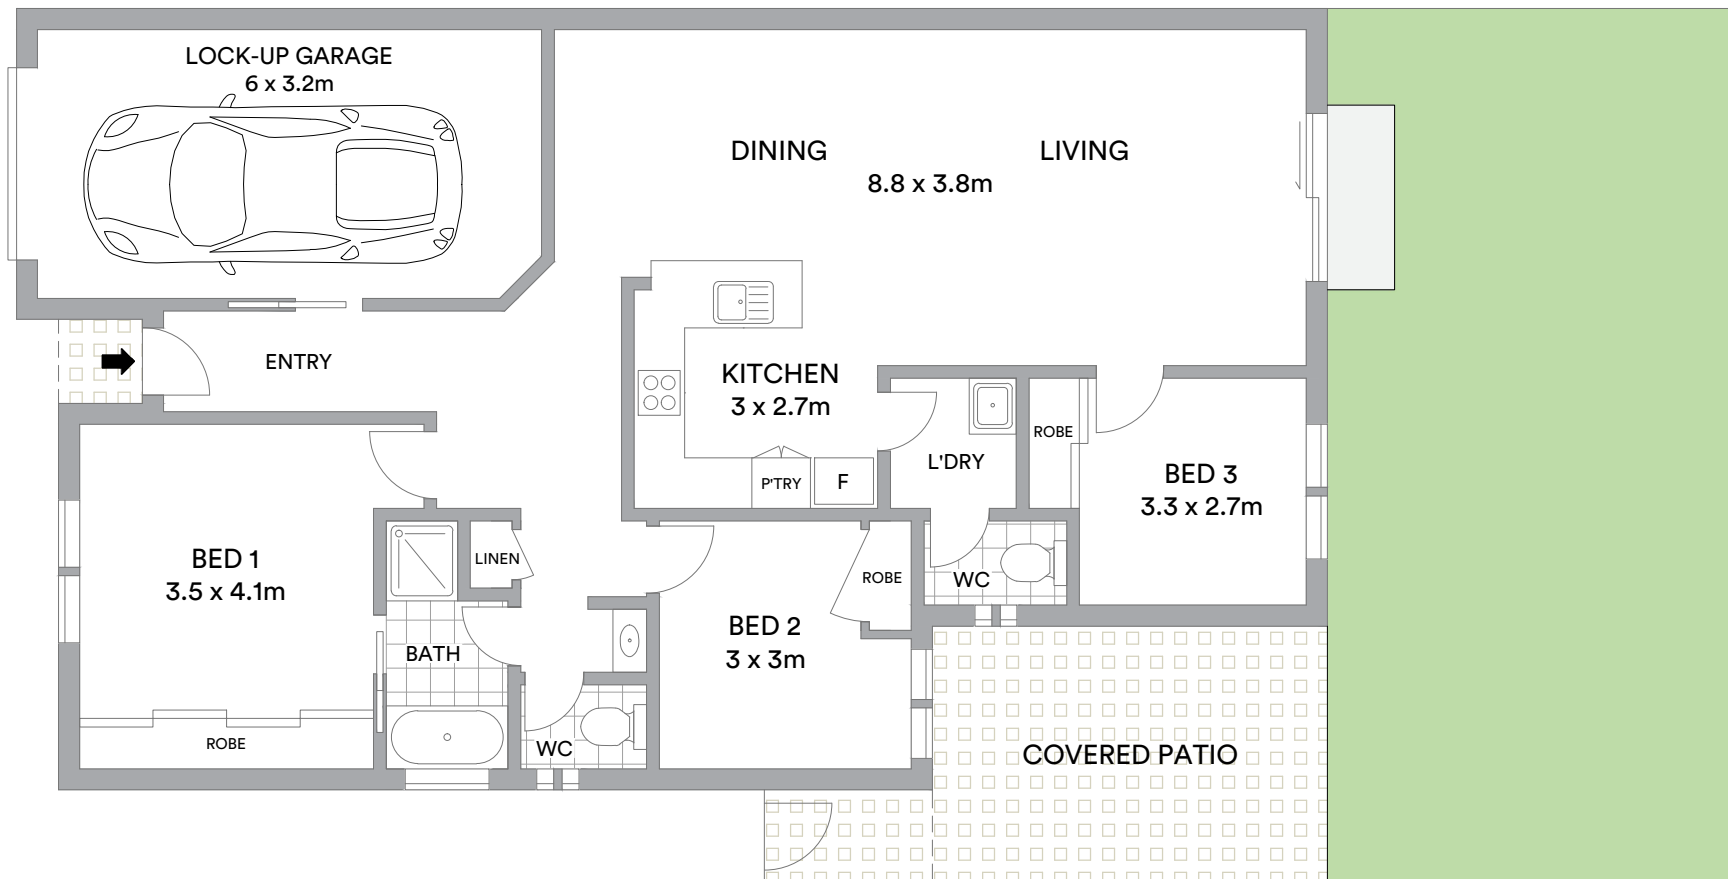 LOCK-UP GARAGE
6 x 3.2m
DINING
LIVING
8.8 x 3.8m
ENTRY
KITCHEN
3 x 2.7m
P'TRY
F
L'DRY
ROBE
BED 3
3.3 x 2.7m
BED 1
3.5 x 4.1m
LINEN
ROBE
WC
BED 2
3 x 3m
BATH
ROBE
WC
COVERED PATIO